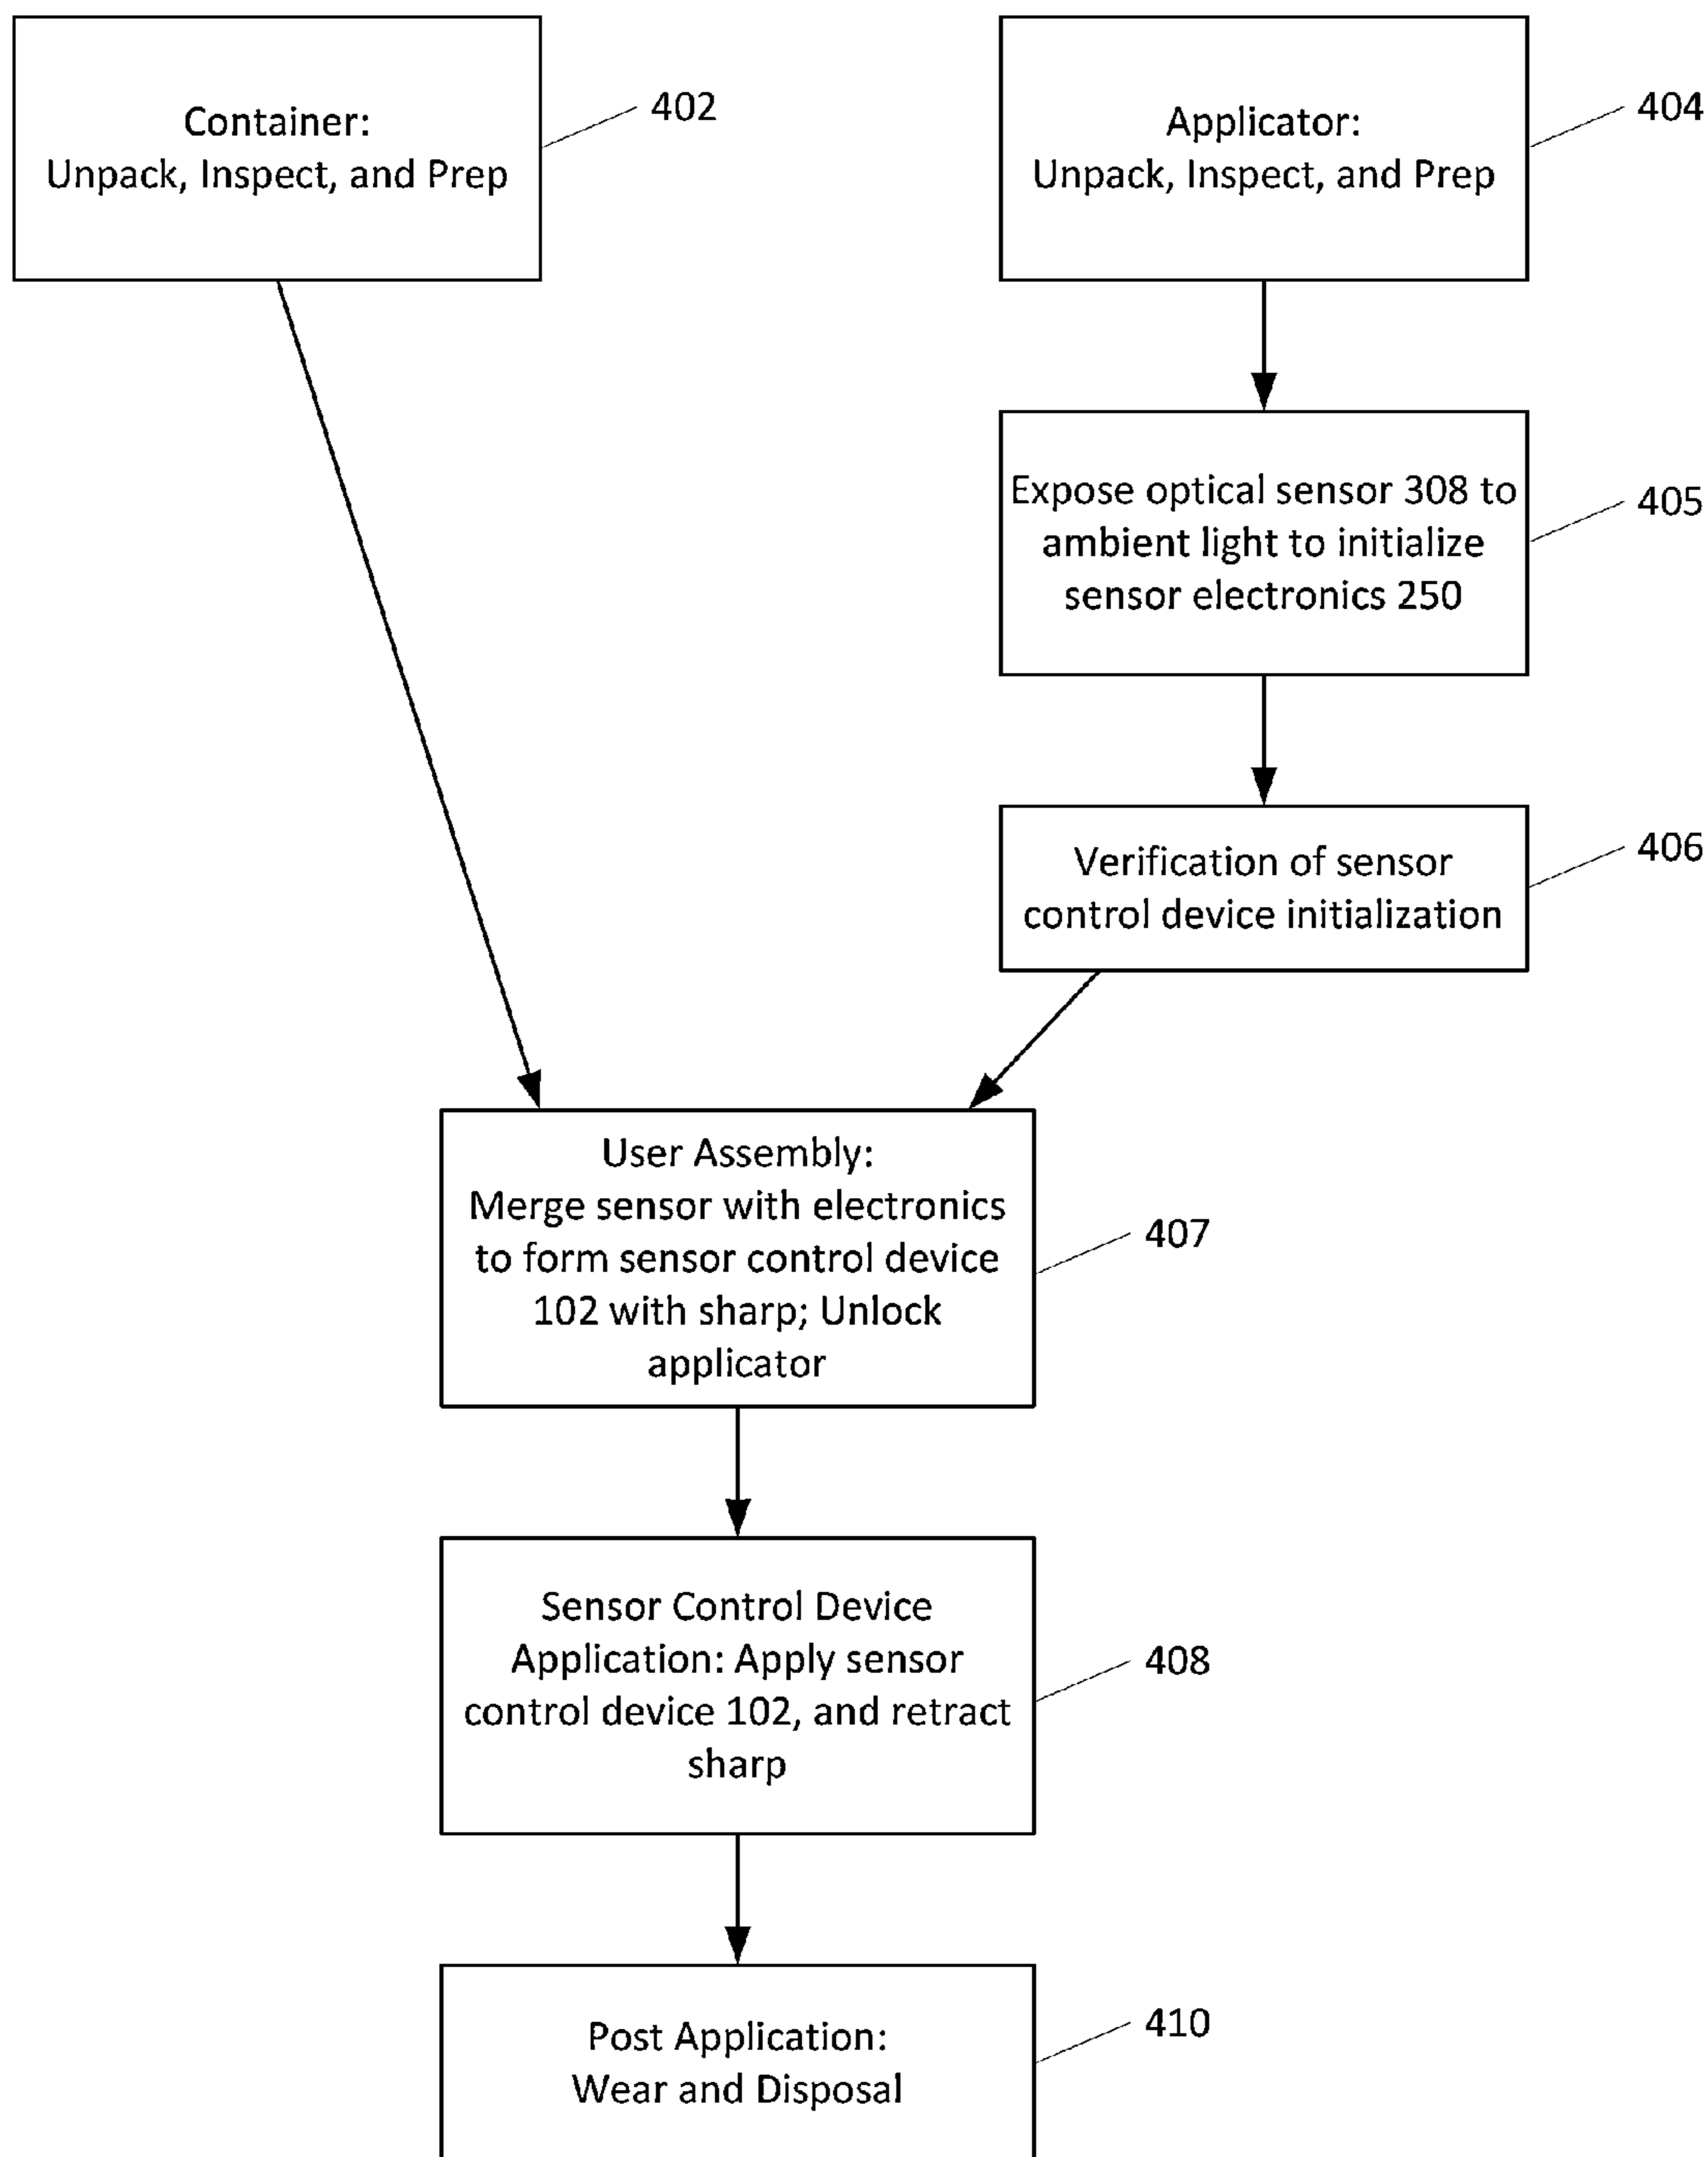 Container:
Unpack, Inspect, and Prep
402
Applicator:
Unpack, Inspect, and Prep
404
Expose optical sensor 308 to
ambient light to initialize
sensor electronics 250
405
Verification of sensor
control device initialization
406
User Assembly:
Merge sensor with electronics
to form sensor control device
102 with sharp; Unlock
applicator
407
Sensor Control Device
Application: Apply sensor
control device 102, and retract
sharp
408
Post Application:
Wear and Disposal
410